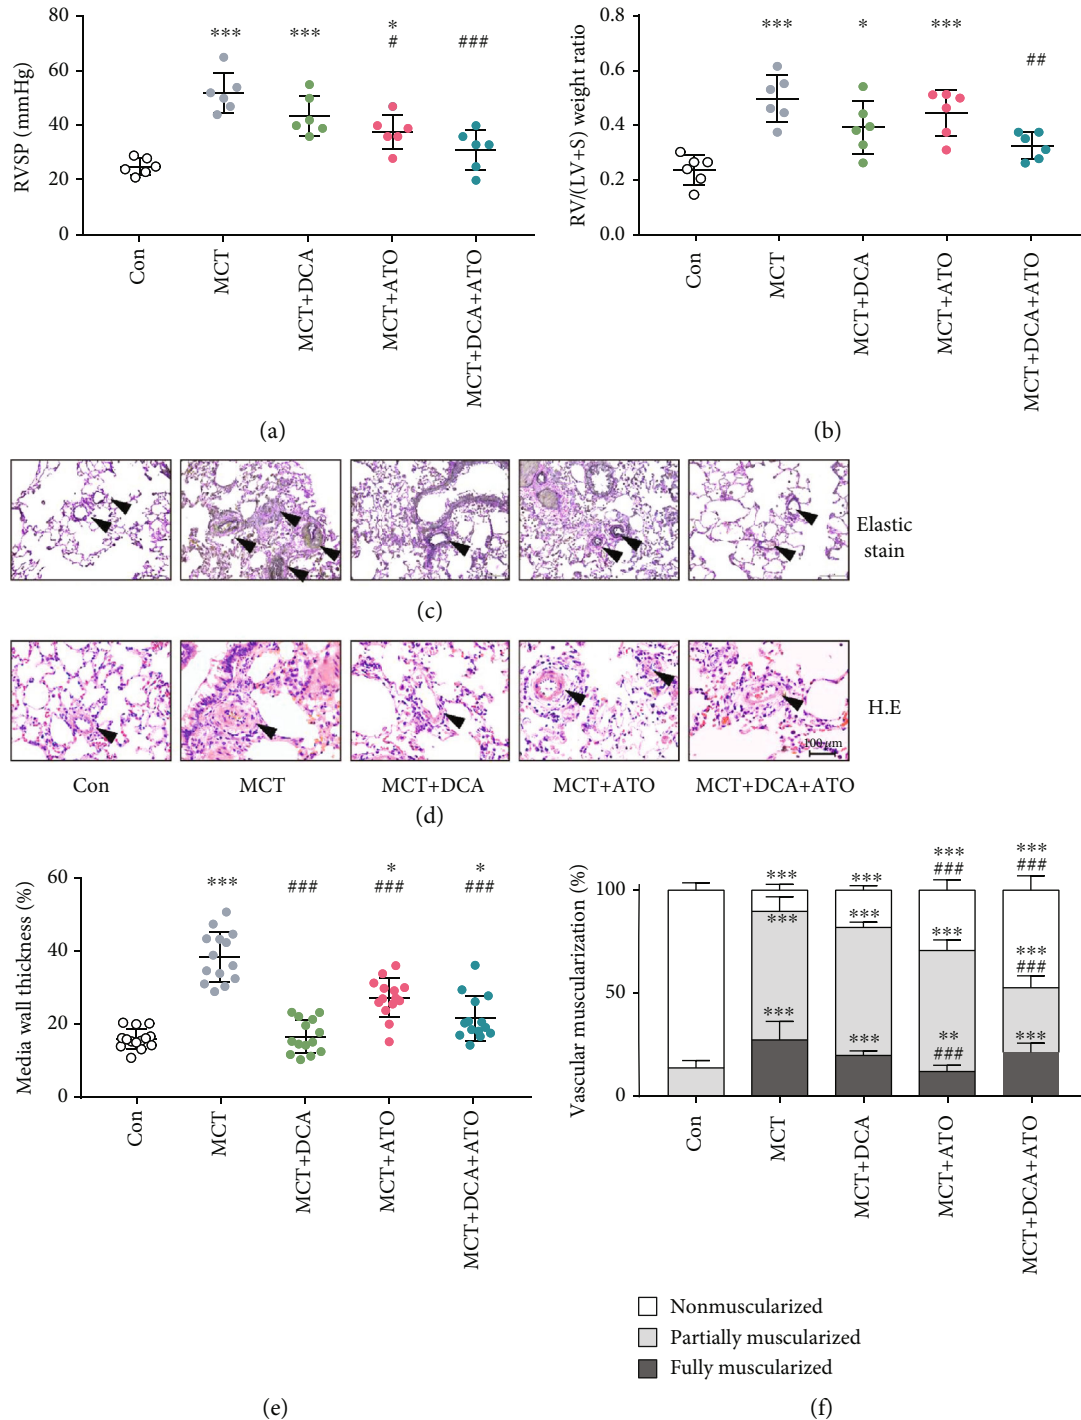 RVSP (mmHg)
80
60
40
20
0
***
***
*
#
###
Con
MCT
MCT+DCA
MCT+ATO
MCT+DCA+ATO
(a)
RV/(LV+S) weight ratio
0.8
0.6
0.4
0.2
0.0
***
*
***
##
Con
MCT
MCT+DCA
MCT+ATO
MCT+DCA+ATO
(b)
Elastic
stain
(c)
H.E
100 μm
Con
MCT
MCT+DCA
MCT+ATO
MCT+DCA+ATO
(d)
Media wall thickness (%)
60
40
20
0
***
###
*
###
*
###
Con
MCT
MCT+DCA
MCT+ATO
MCT+DCA+ATO
(e)
Vascular muscularization (%)
100
50
0
***
***
***
***
***
***
***
###
***
**
###
***
###
***
###
***
Con
MCT
MCT+DCA
MCT+ATO
MCT+DCA+ATO
Nonmuscularized
Partially muscularized
Fully muscularized
(f)